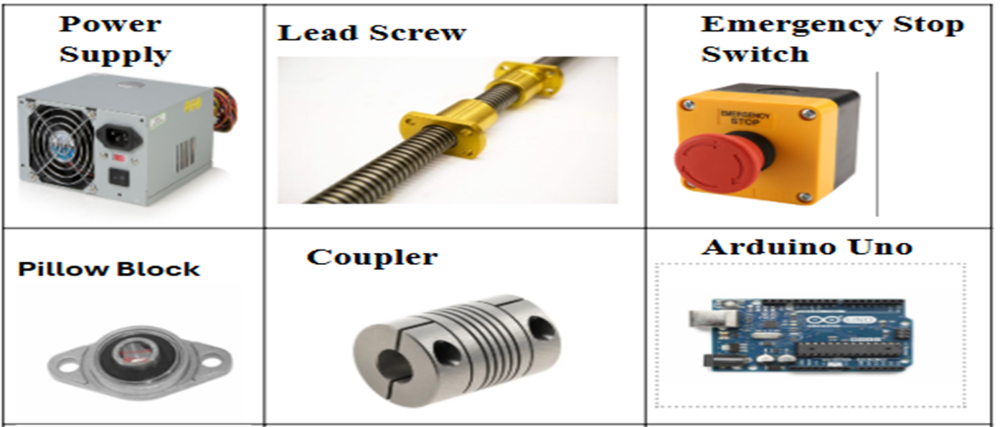 Power
Supply
Lead Screw
Emergency Stop
Switch
EMERGENCY
STOP
Pillow Block
Coupler
Arduino Uno
UNO